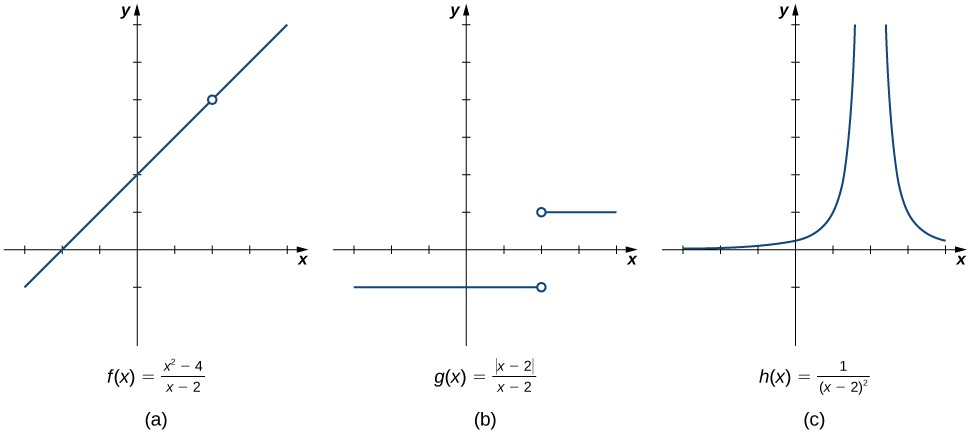 y
x
f(x) = x² − 4 / x − 2
(a)
y
x
g(x) = |x − 2| / x − 2
(b)
y
x
h(x) = 1 / (x − 2)²
(c)